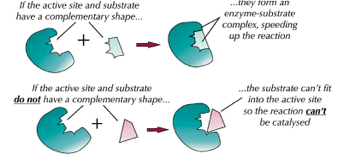 If the active site and substrate
have a complementary shape...
...they form an
enzyme-substrate
complex, speeding
up the reaction
If the active site and substrate
do not have a complementary shape...
...the substrate can't fit
into the active site
so the reaction can't
be catalysed